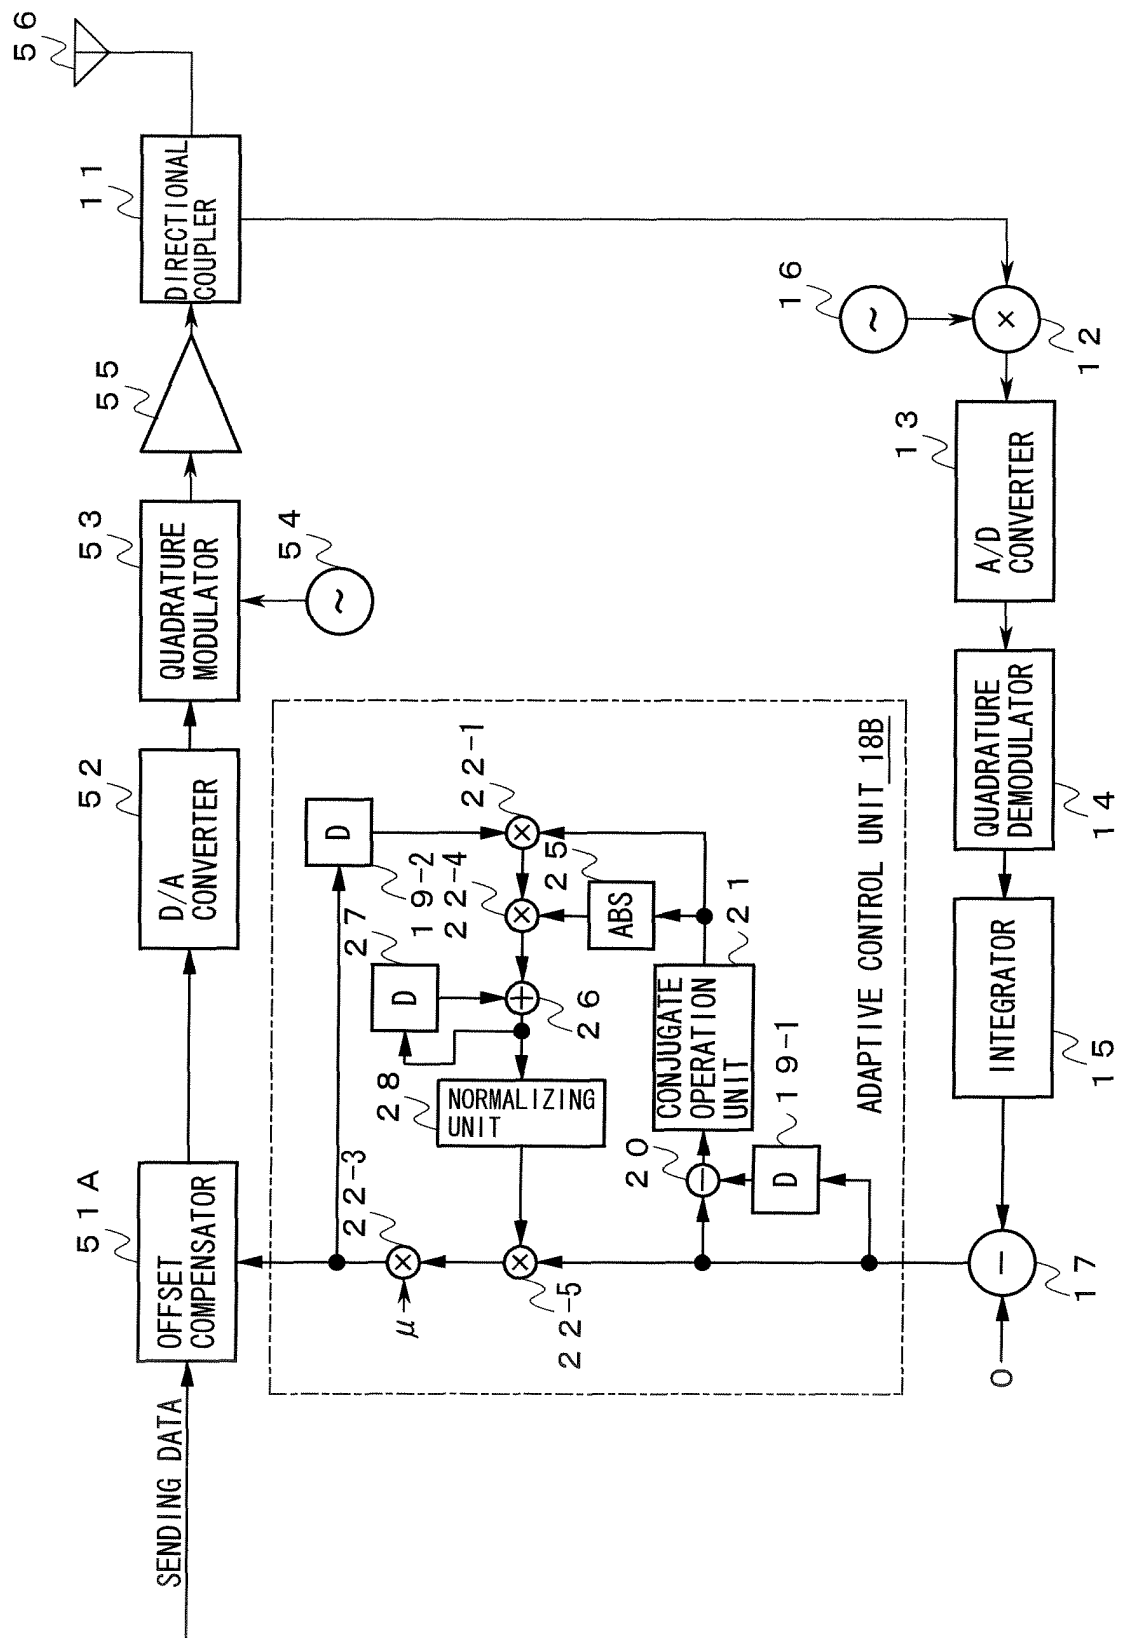 SENDING DATA
51A
OFFSET
COMPENSATOR
52
D/A
CONVERTER
53
QUADRATURE
MODULATOR
54
~
55
11
DIRECTIONAL
COUPLER
56
μ
22-3
22-5
D
19-2
27
D
28
NORMALIZING
UNIT
26
22-4
22-1
25
ABS
20
CONJUGATE
OPERATION
UNIT
21
D
19-1
ADAPTIVE CONTROL UNIT 18B
16
~
12
13
A/D
CONVERTER
QUADRATURE
DEMODULATOR
14
INTEGRATOR
15
0
17